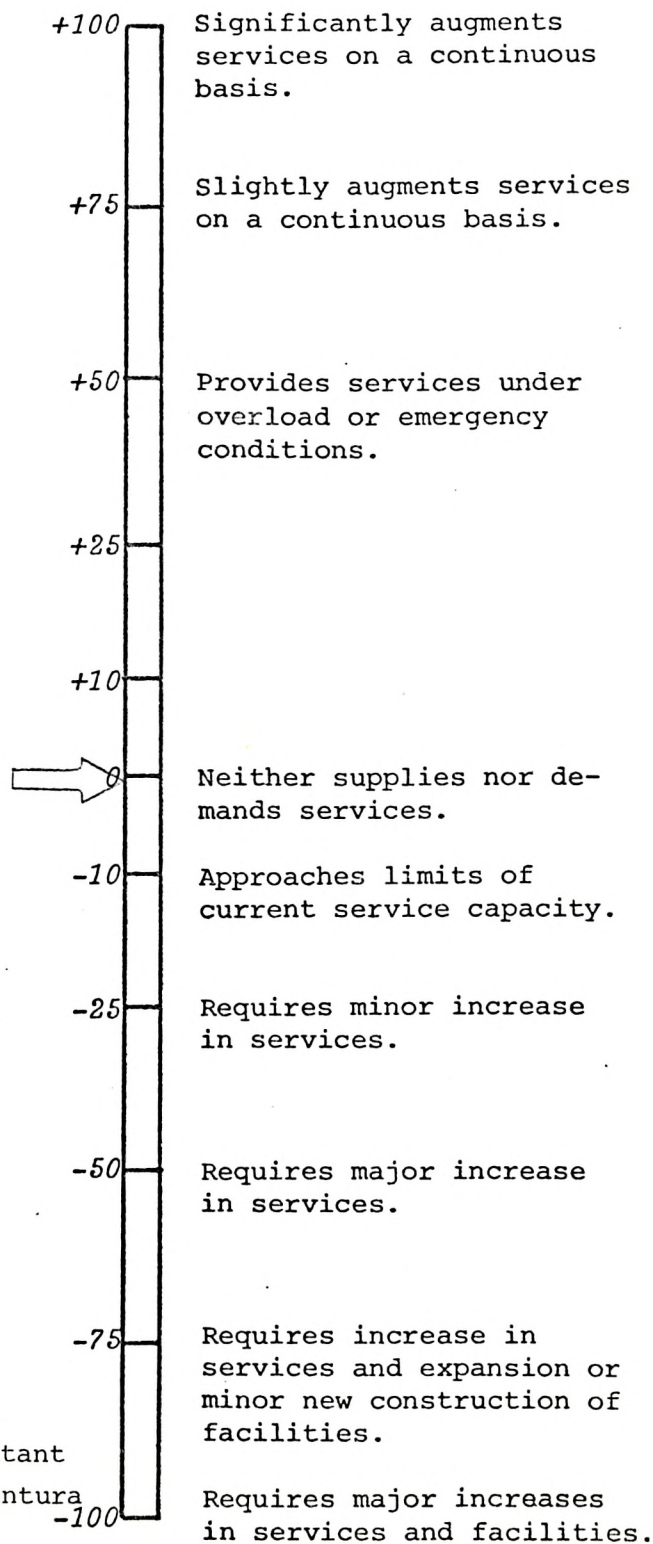 +100 Significantly augments
services on a continuous
basis.
+75 Slightly augments services
on a continuous basis.
+50 Provides services under
overload or emergency
conditions.
+25
+10
0 Neither supplies nor de-
mands services.
-10 Approaches limits of
current service capacity.
-25 Requires minor increase
in services.
-50 Requires major increase
in services.
-75 Requires increase in
services and expansion or
minor new construction of
facilities.
tant
ntura
-100 Requires major increases
in services and facilities.